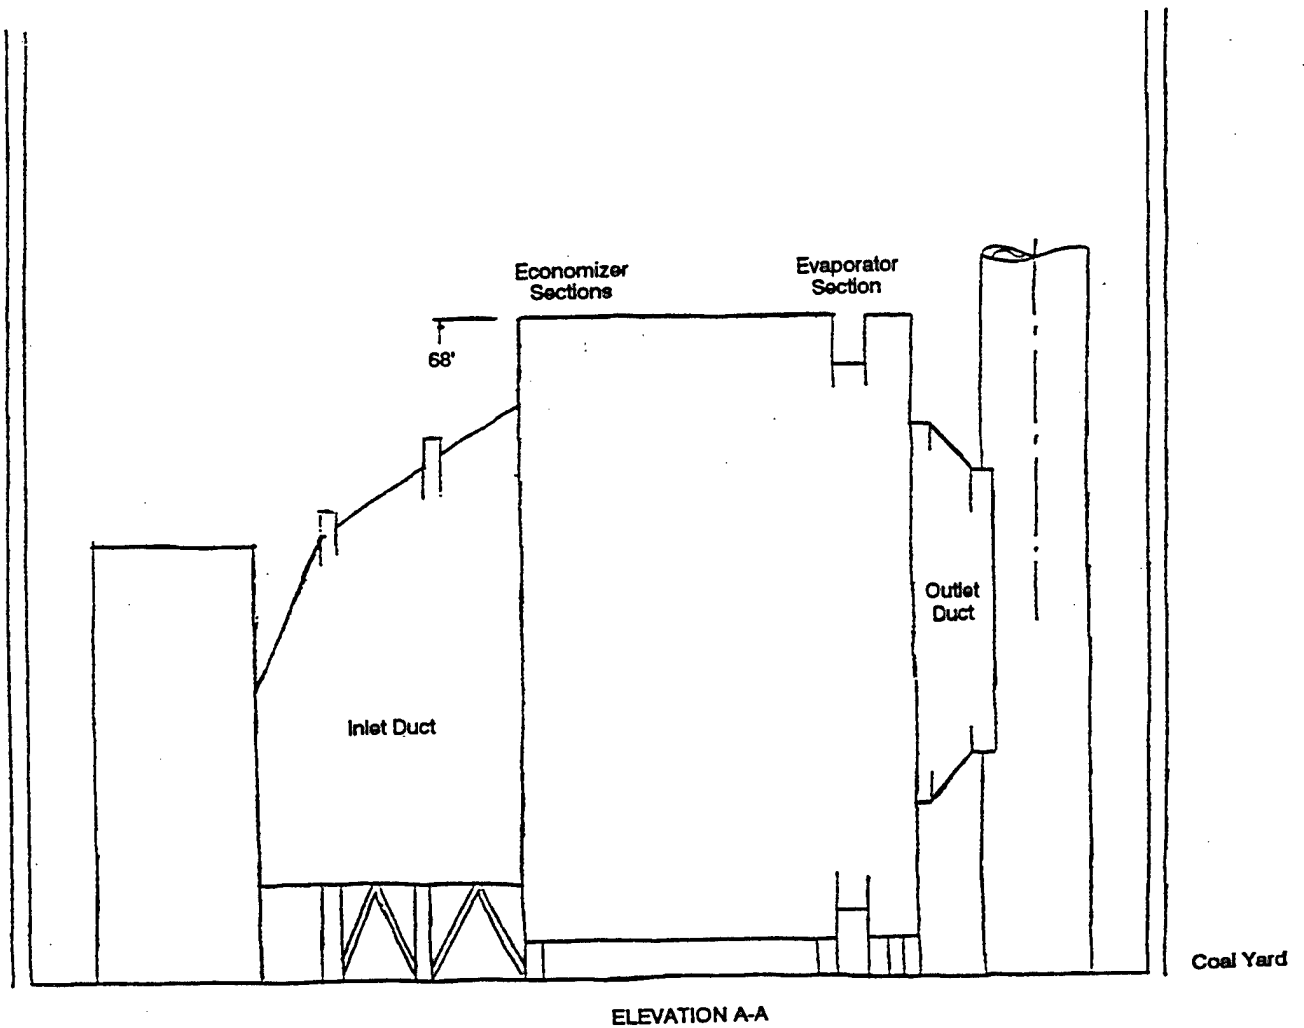 Economizer
Sections
Evaporator
Section
68'
Outlet
Duct
Inlet Duct
Coal Yard
ELEVATION A-A